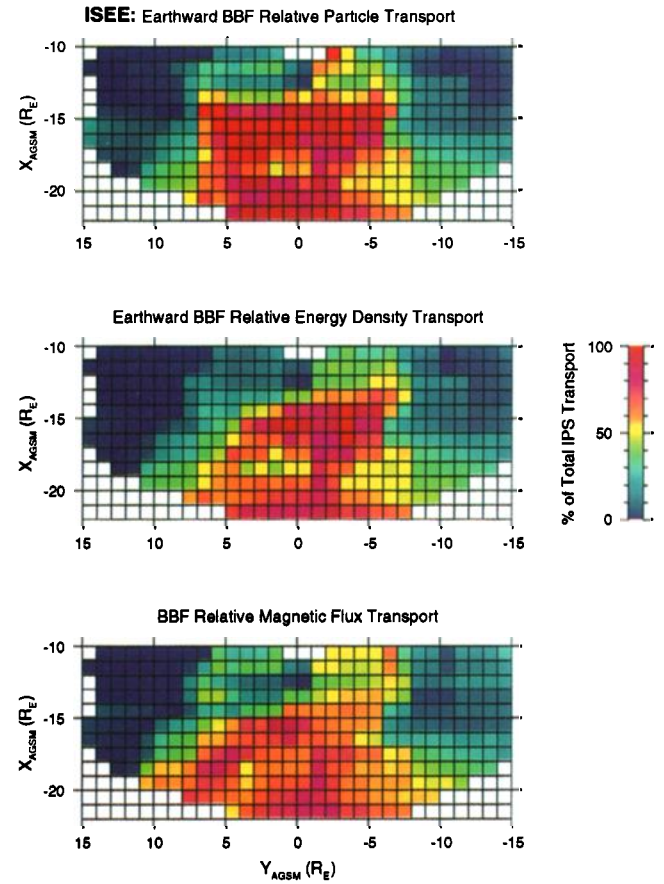 ISEE: Earthward BBF Relative Particle Transport
-10
-15
-20
X_AGSM (R_E)
15 10 5 0 -5 -10 -15
Earthward BBF Relative Energy Density Transport
-10
-15
-20
X_AGSM (R_E)
15 10 5 0 -5 -10 -15
100
50
0
% of Total IPS Transport
BBF Relative Magnetic Flux Transport
-10
-15
-20
X_AGSM (R_E)
15 10 5 0 -5 -10 -15
Y_AGSM (R_E)